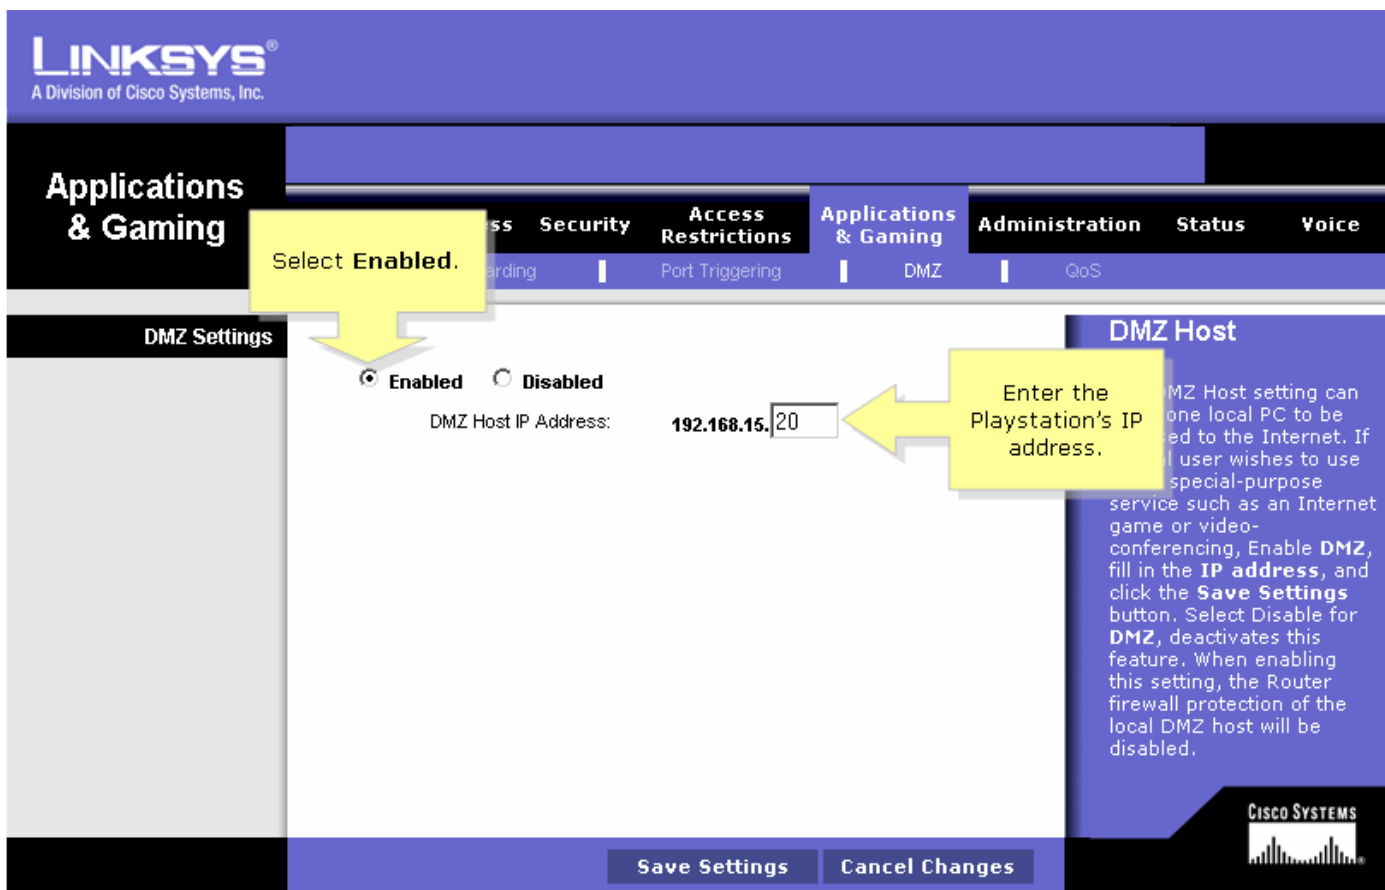 LINKSYS®
A Division of Cisco Systems, Inc.
Applications
& Gaming
Security
Access
Restrictions
Applications
& Gaming
Administration
Status
Voice
Port Triggering
DMZ
QoS
Select Enabled.
DMZ Settings
Enabled
Disabled
DMZ Host IP Address:
192.168.15.
20
Enter the
Playstation's IP
address.
DMZ Host
MZ Host setting can
one local PC to be
ed to the Internet. If
l user wishes to use
special-purpose
service such as an Internet
game or video-
conferencing, Enable DMZ,
fill in the IP address, and
click the Save Settings
button. Select Disable for
DMZ, deactivates this
feature. When enabling
this setting, the Router
firewall protection of the
local DMZ host will be
disabled.
CISCO SYSTEMS
®
Save Settings
Cancel Changes